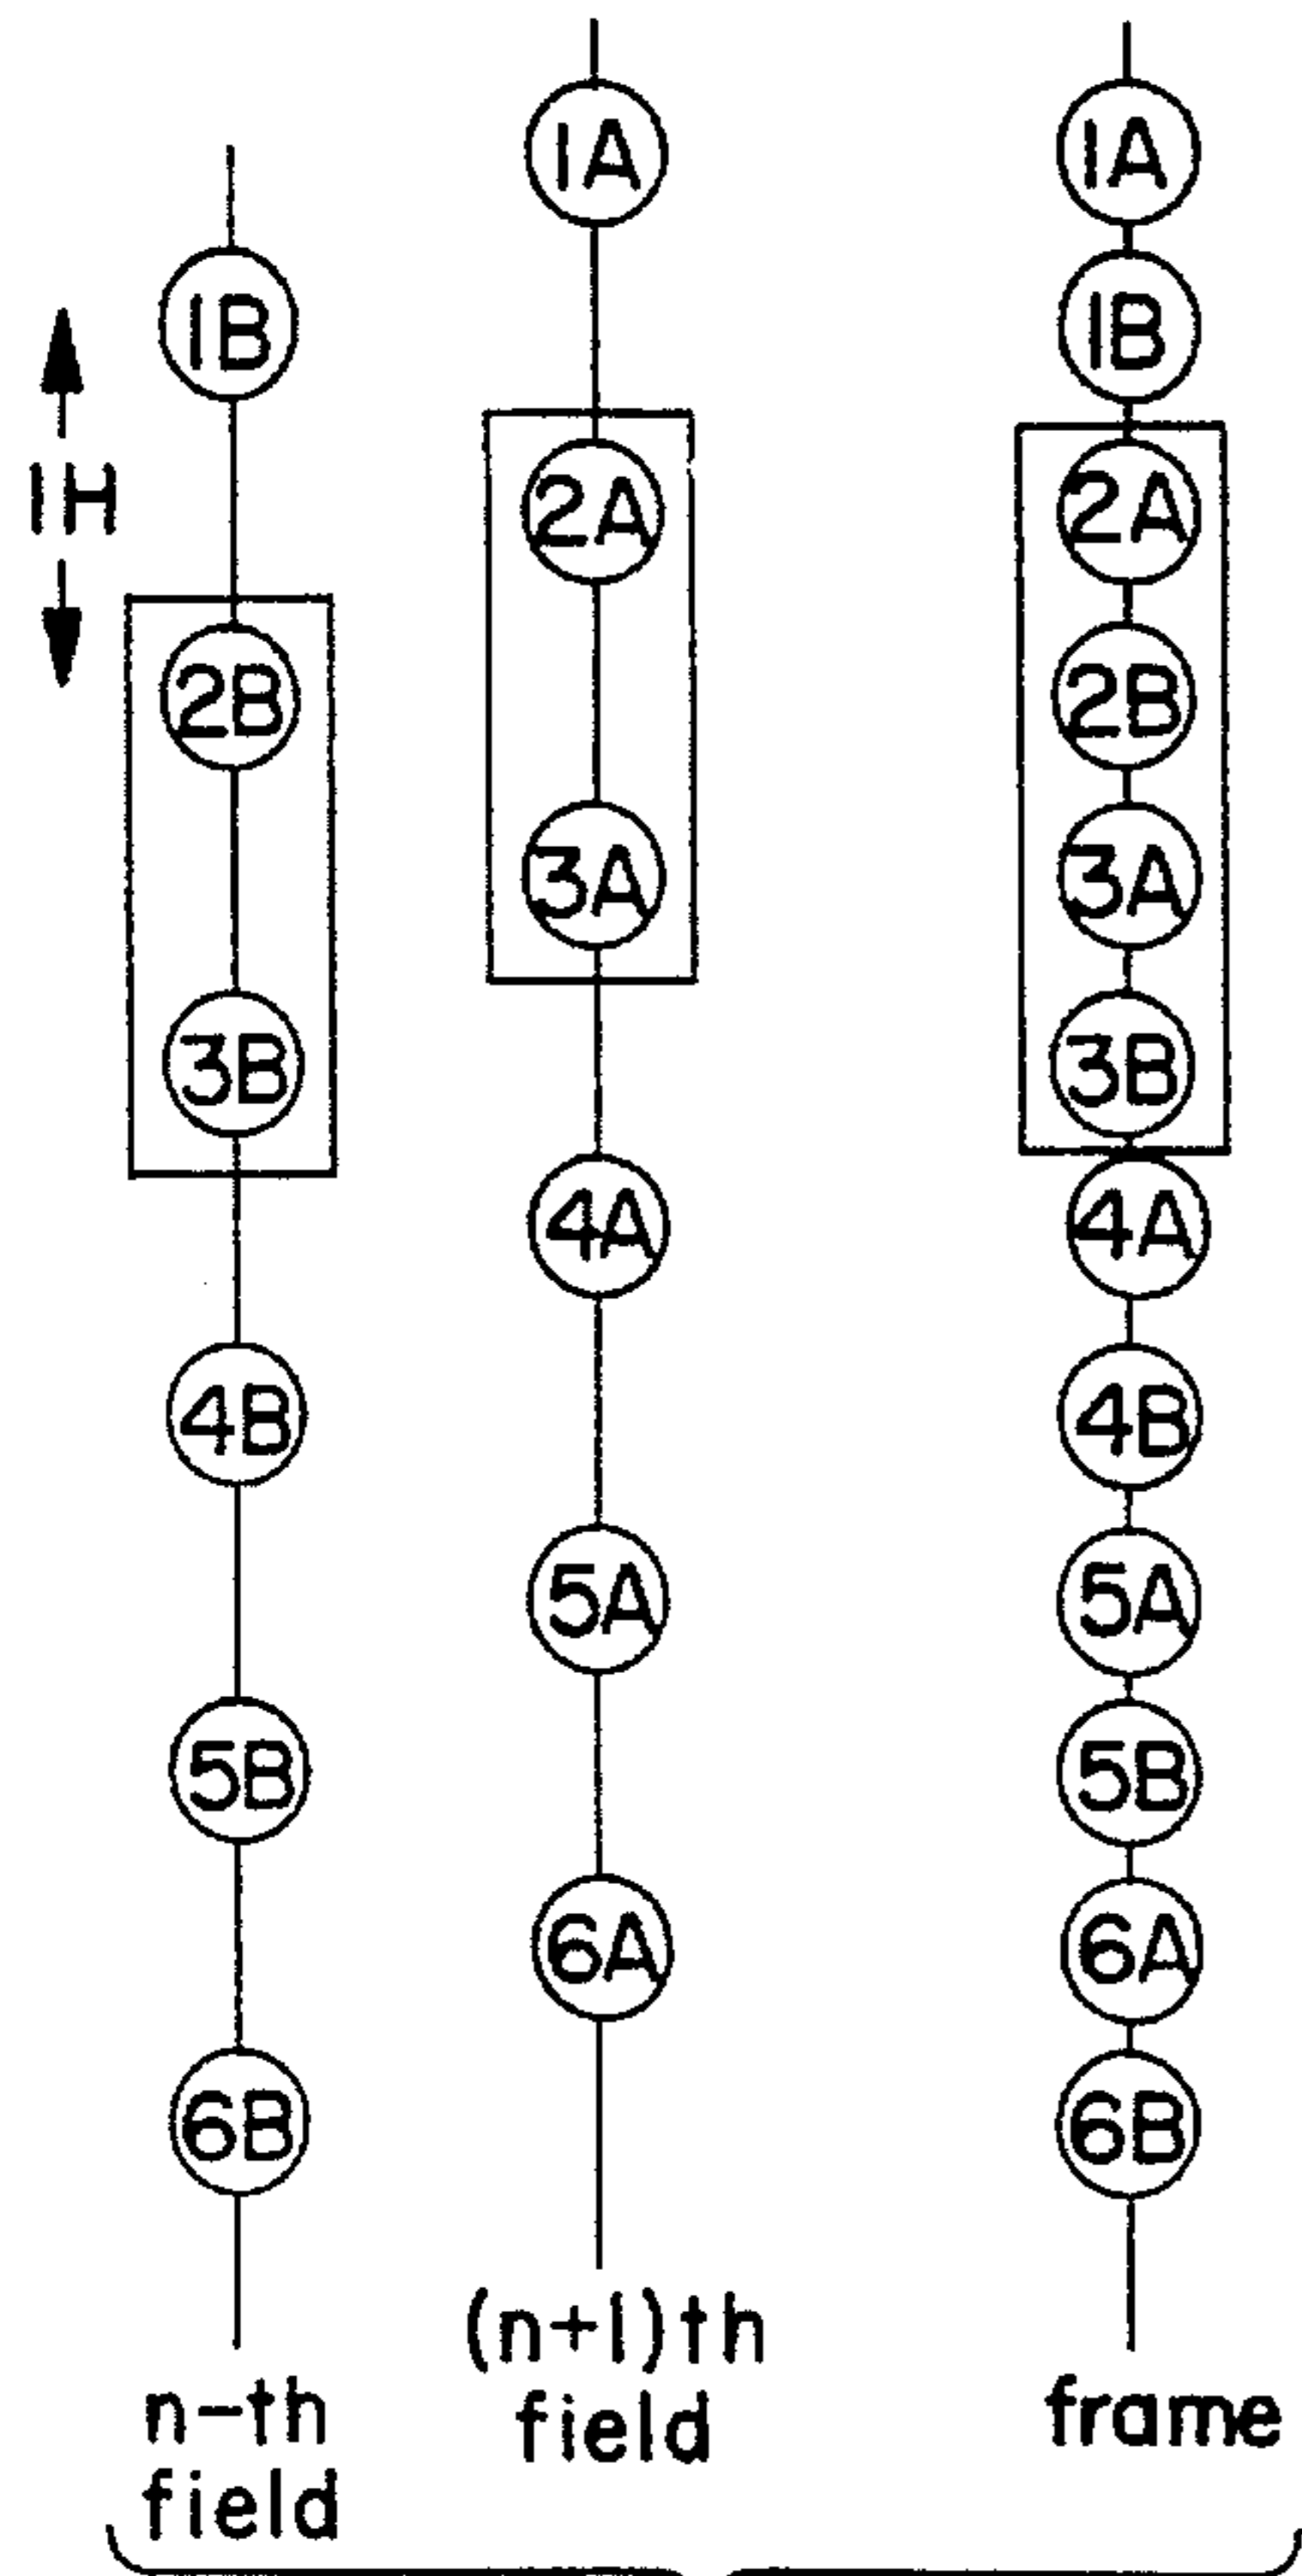 1H
1B
2B
3B
4B
5B
6B
n-th
field
1A
2A
3A
4A
5A
6A
(n+1)th
field
1A
1B
2A
2B
3A
3B
4A
4B
5A
5B
6A
6B
frame